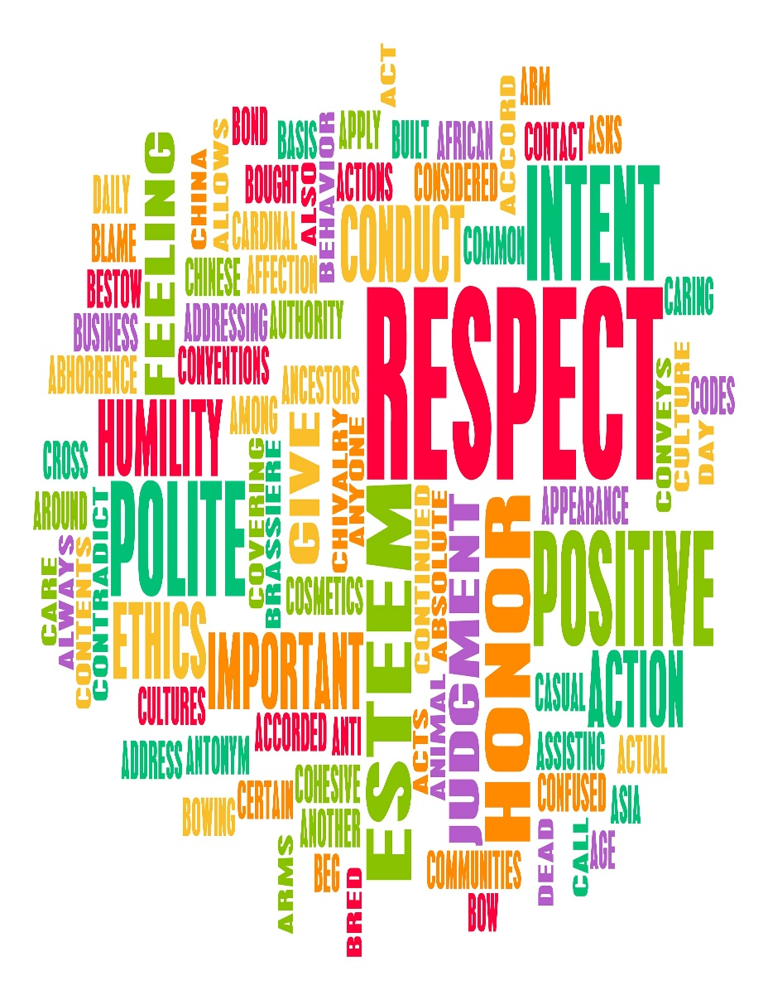 ACT
ARM
ACCORD
BOND
BASIS
BEHAVIOR
APPLY
BUILT
AFRICAN
CONTACT
ASKS
FEELING
CHINA
ALLOWS
BOUGHT
ALSO
ACTIONS
CONSIDERED
INTENT
DAILY
CARDINAL
CONDUCT
COMMON
BLAME
CHINESE
AFFECTION
BESTOW
CARING
RESPECT
BUSINESS
ADDRESSING
AUTHORITY
ABHORRENCE
CONVENTIONS
ANCESTORS
CONVEYS
CULTURE
CODES
HUMILITY
AMONG
GIVE
CHIVALRY
ANYONE
DAY
CROSS
COVERING
BRASSIERE
AROUND
CONTRADICT
POLITE
ESTEEM
CONTINUED
ABSOLUTE
JUDGMENT
HONOR
APPEARANCE
CARE
ALWAYS
CONTENTS
COSMETICS
POSITIVE
ETHICS
IMPORTANT
CULTURES
CASUAL
ACTION
ACCORDED
ANTI
ACTS
ANIMAL
ADDRESS
ANTONYM
ASSISTING
ACTUAL
COHESIVE
CONFUSED
BOWING
CERTAIN
ASIA
ANOTHER
DEAD
CALL
AGE
ARMS
BEG
BRED
COMMUNITIES
BOW